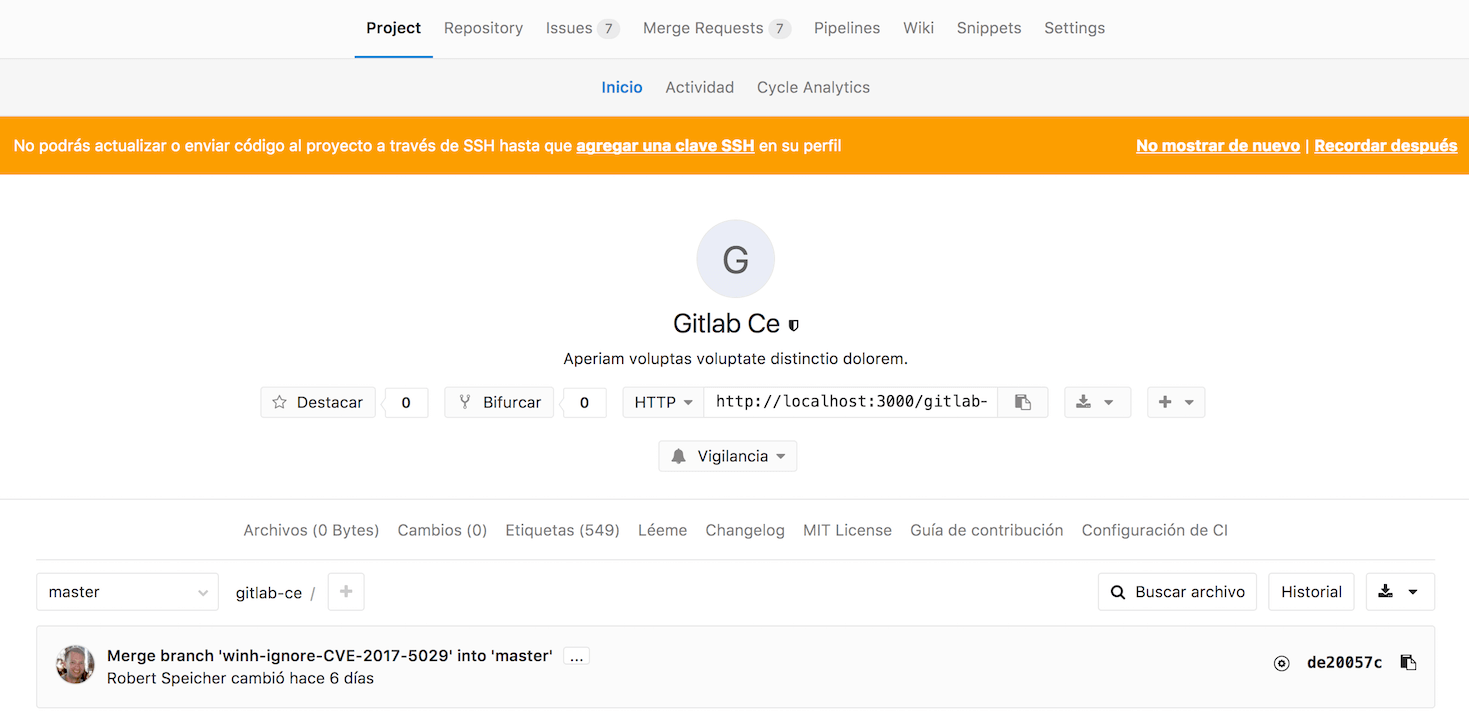 Project Repository Issues 7 Merge Requests 7 Pipelines Wiki Snippets Settings
Inicio Actividad Cycle Analytics
No podrás actualizar o enviar código al proyecto a través de SSH hasta que agregar una clave SSH en su perfil No mostrar de nuevo | Recordar después
G
Gitlab Ce
Aperiam voluptas voluptate distinctio dolorem.
Destacar 0 Bifurcar 0 HTTP http://localhost:3000/gitlab-
Vigilancia
Archivos (0 Bytes) Cambios (0) Etiquetas (549) Léeme Changelog MIT License Guía de contribución Configuración de CI
master gitlab-ce / + Buscar archivo Historial
Merge branch 'winh-ignore-CVE-2017-5029' into 'master' ...
Robert Speicher cambió hace 6 días de20057c